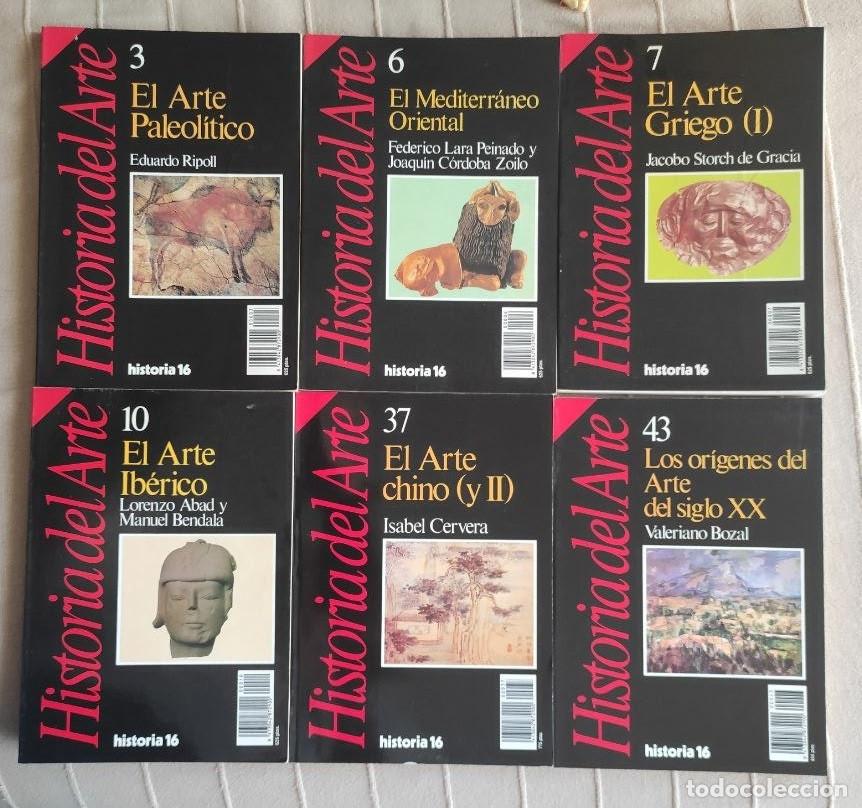 Historia del Arte
3
El Arte
Paleolítico
Eduardo Ripoll
historia 16
Historia del Arte
6
El Mediterráneo
Oriental
Federico Lara Peinado y
Joaquín Córdoba Zoilo
historia 16
Historia del Arte
7
El Arte
Griego (I)
Jacobo Storch de Gracia
historia 16
Historia del Arte
10
El Arte
Ibérico
Lorenzo Abad y
Manuel Bendala
historia 16
Historia del Arte
37
El Arte
chino (y II)
Isabel Cervera
historia 16
Historia del Arte
43
Los orígenes del
Arte
del siglo XX
Valeriano Bozal
historia 16
todocoleccion